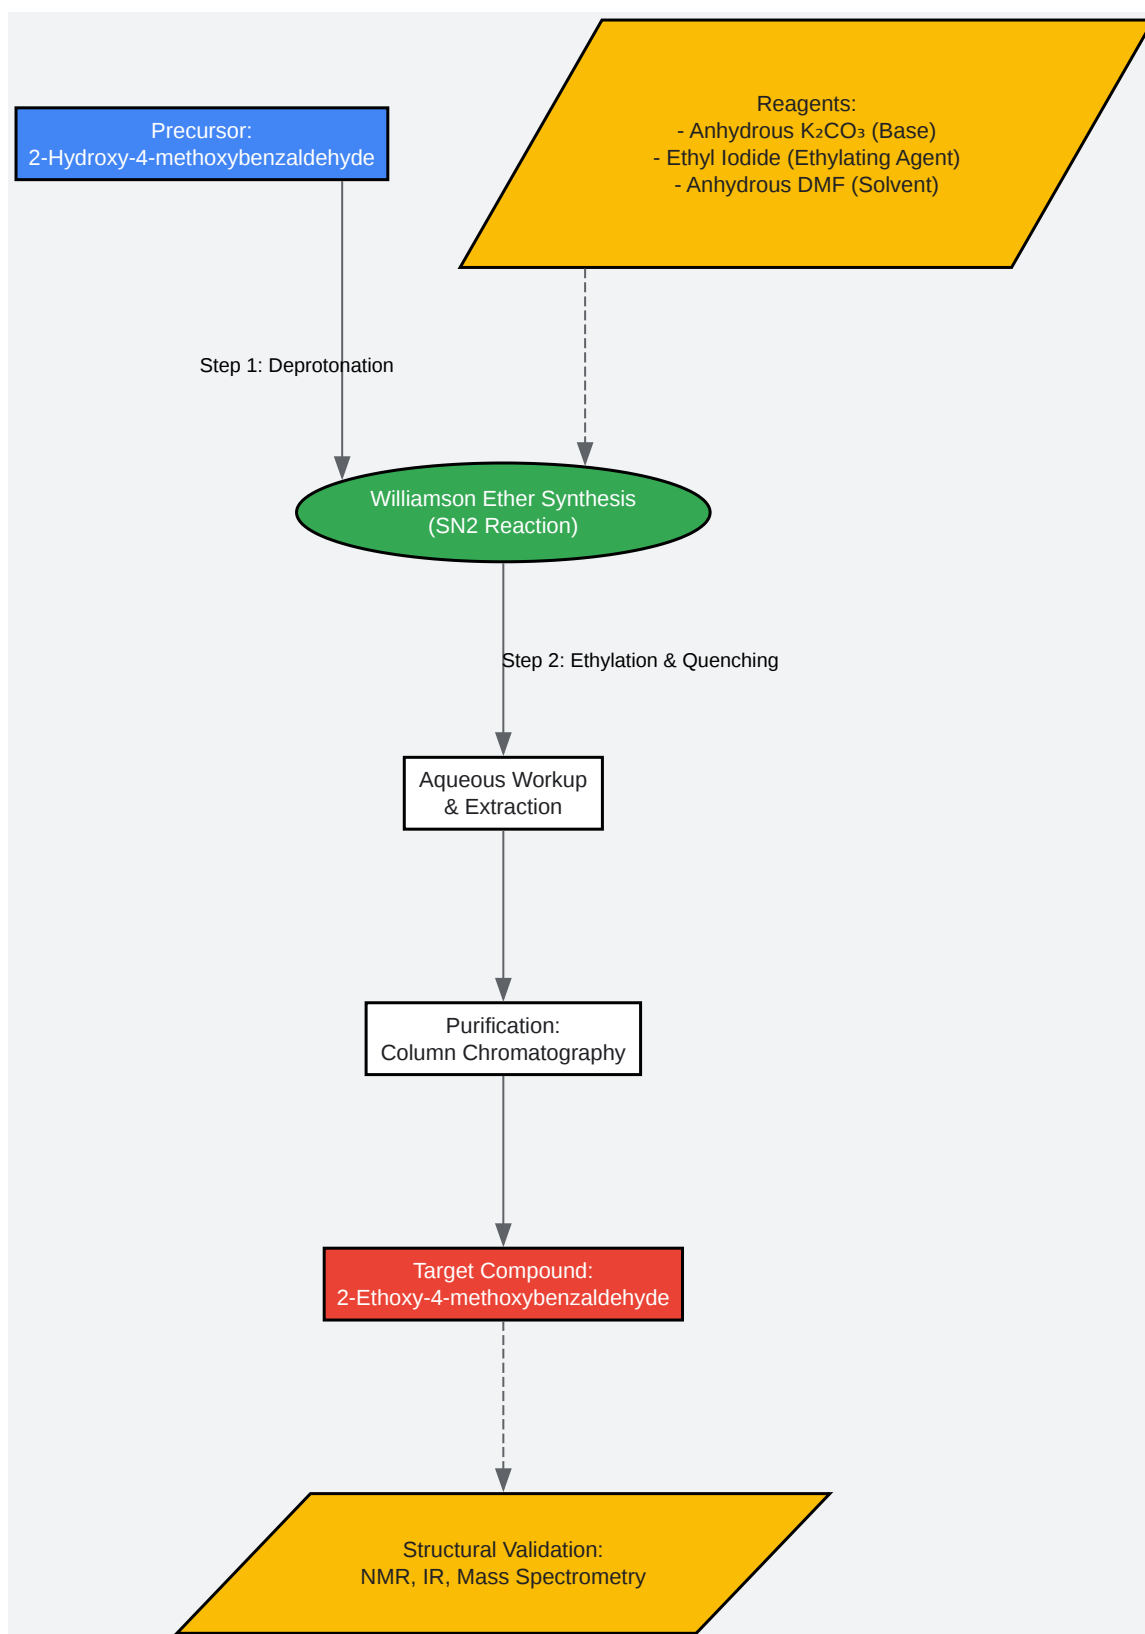 Precursor:
2-Hydroxy-4-methoxybenzaldehyde
Reagents:
- Anhydrous K₂CO₃ (Base)
- Ethyl Iodide (Ethylating Agent)
- Anhydrous DMF (Solvent)
Step 1: Deprotonation
Williamson Ether Synthesis
(SN2 Reaction)
Step 2: Ethylation & Quenching
Aqueous Workup
& Extraction
Purification:
Column Chromatography
Target Compound:
2-Ethoxy-4-methoxybenzaldehyde
Structural Validation:
NMR, IR, Mass Spectrometry